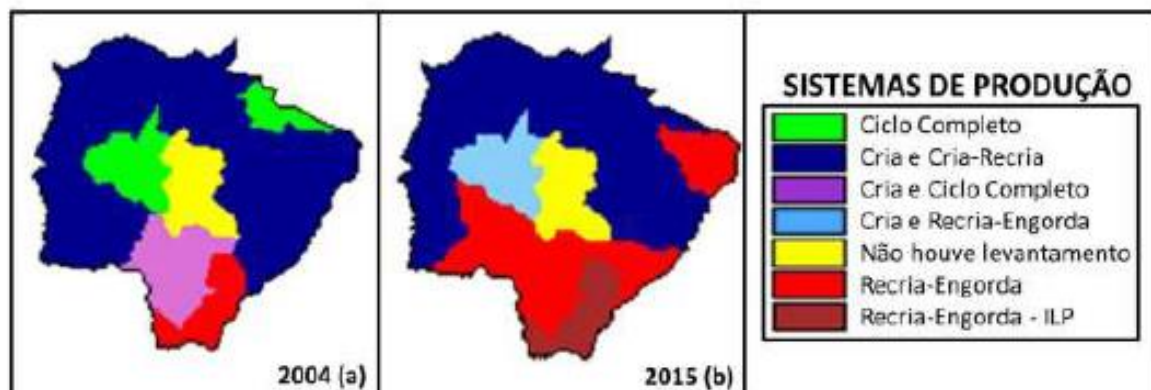 2004 (a)
2015 (b)
SISTEMAS DE PRODUÇÃO
Ciclo Completo
Cria e Cria-Recria
Cria e Ciclo Completo
Cria e Recria-Engorda
Não houve levantamento
Recria-Engorda
Recria-Engorda - ILP